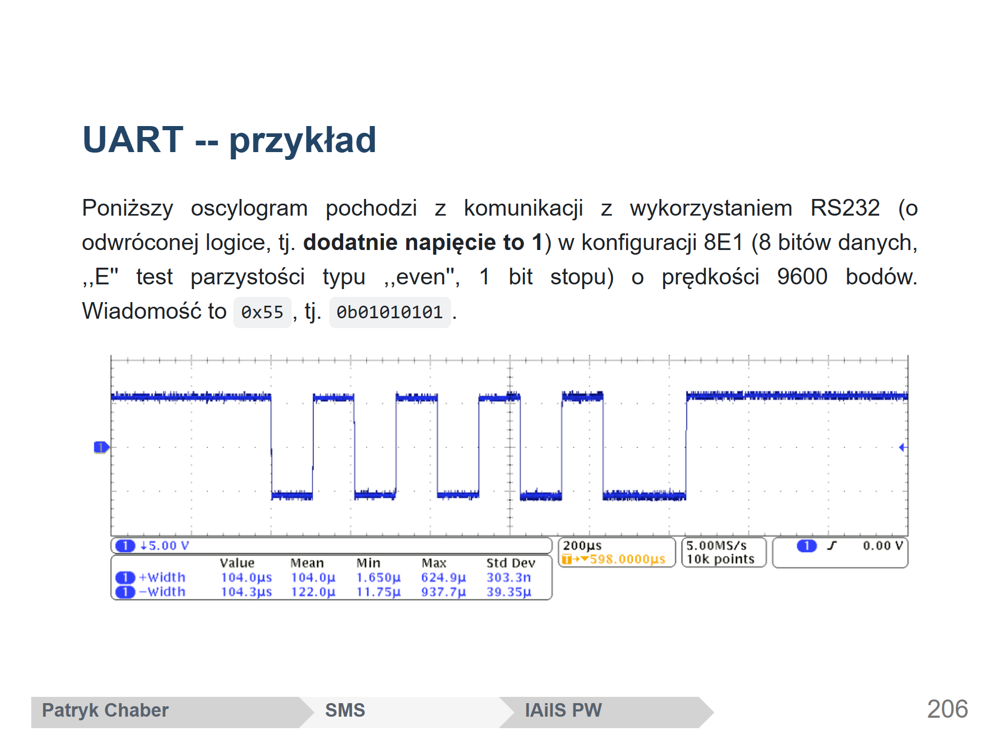 UART -- przykład
Poniższy oscylogram pochodzi z komunikacji z wykorzystaniem RS232 (o
odwróconej logice, tj. dodatnie napięcie to 1) w konfiguracji 8E1 (8 bitów danych,
,,E'' test parzystości typu ,,even'', 1 bit stopu) o prędkości 9600 bodów.
Wiadomość to 0x55 , tj. 0b01010101 .
1
1 ↓5.00 V
200µs
T→▼598.0000µs
5.00MS/s
10k points
1 ʃ 0.00 V
Value Mean Min Max Std Dev
1 +Width 104.0µs 104.0µ 1.650µ 624.9µ 303.3n
1 −Width 104.3µs 122.0µ 11.75µ 937.7µ 39.35µ
Patryk Chaber SMS IAiIS PW 206